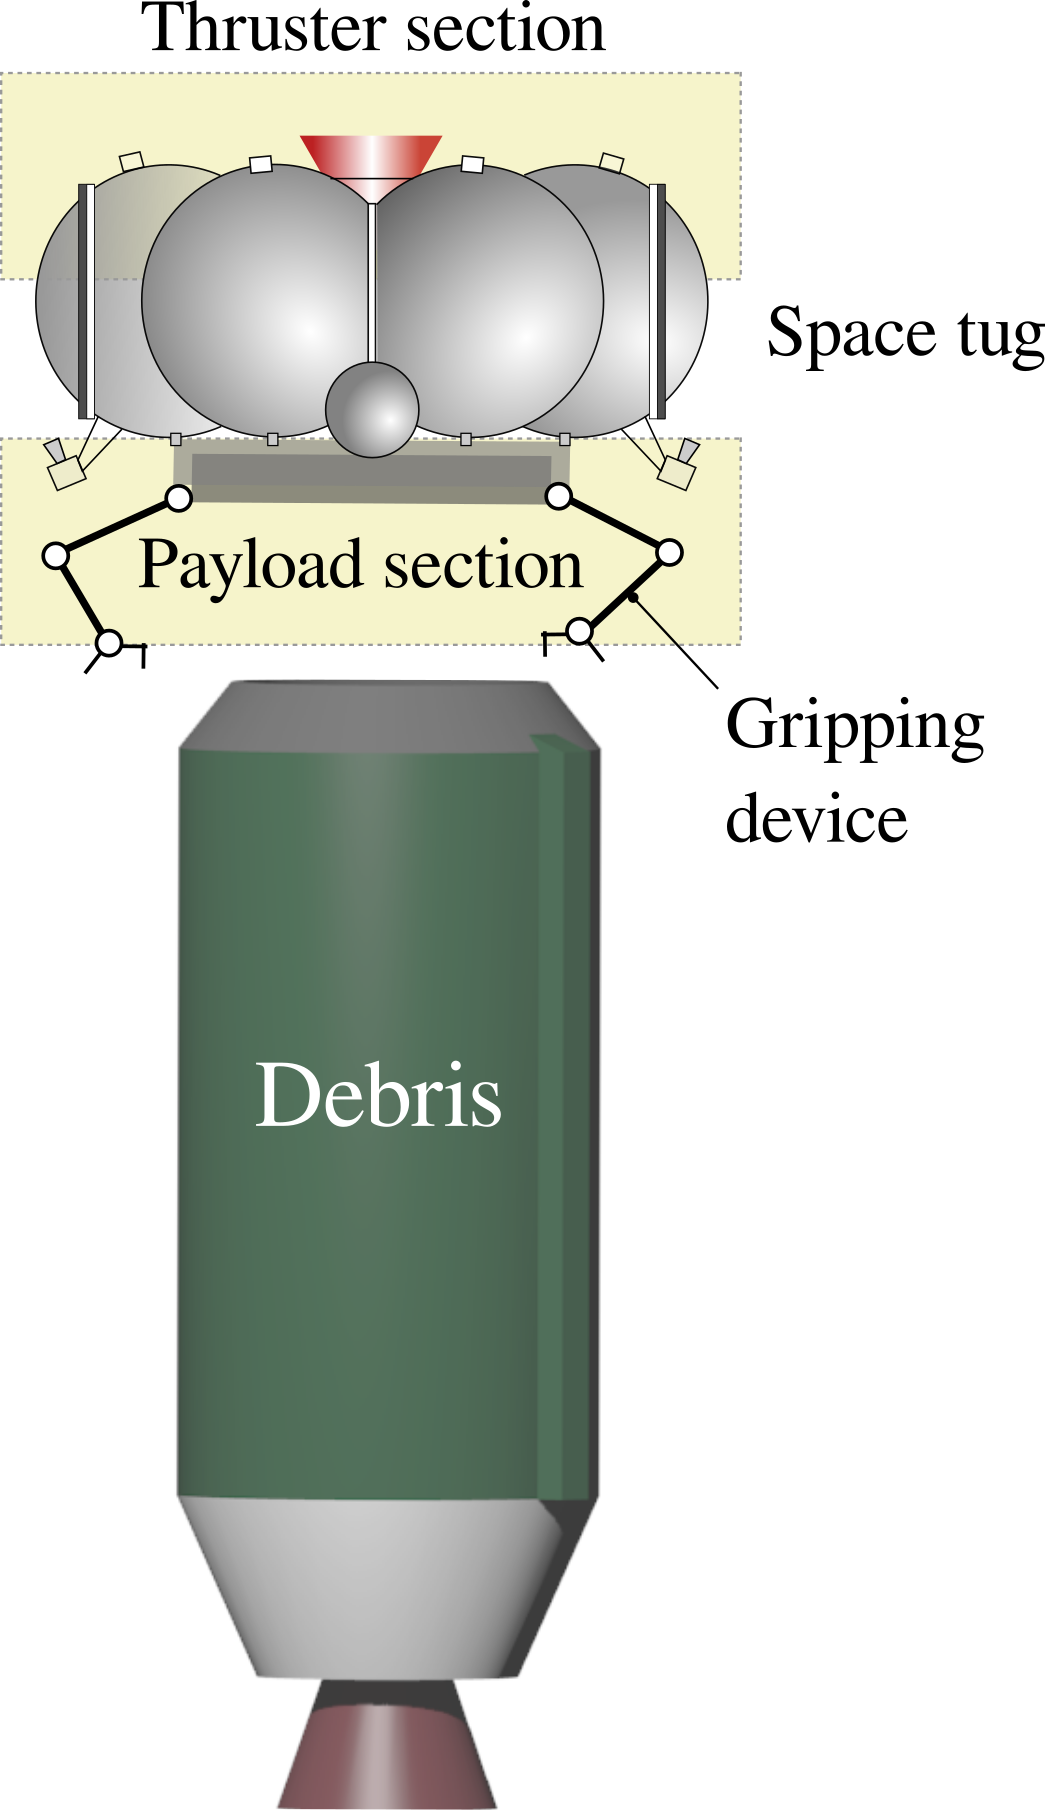 Thruster section
Space tug
Payload section
Gripping
device
Debris